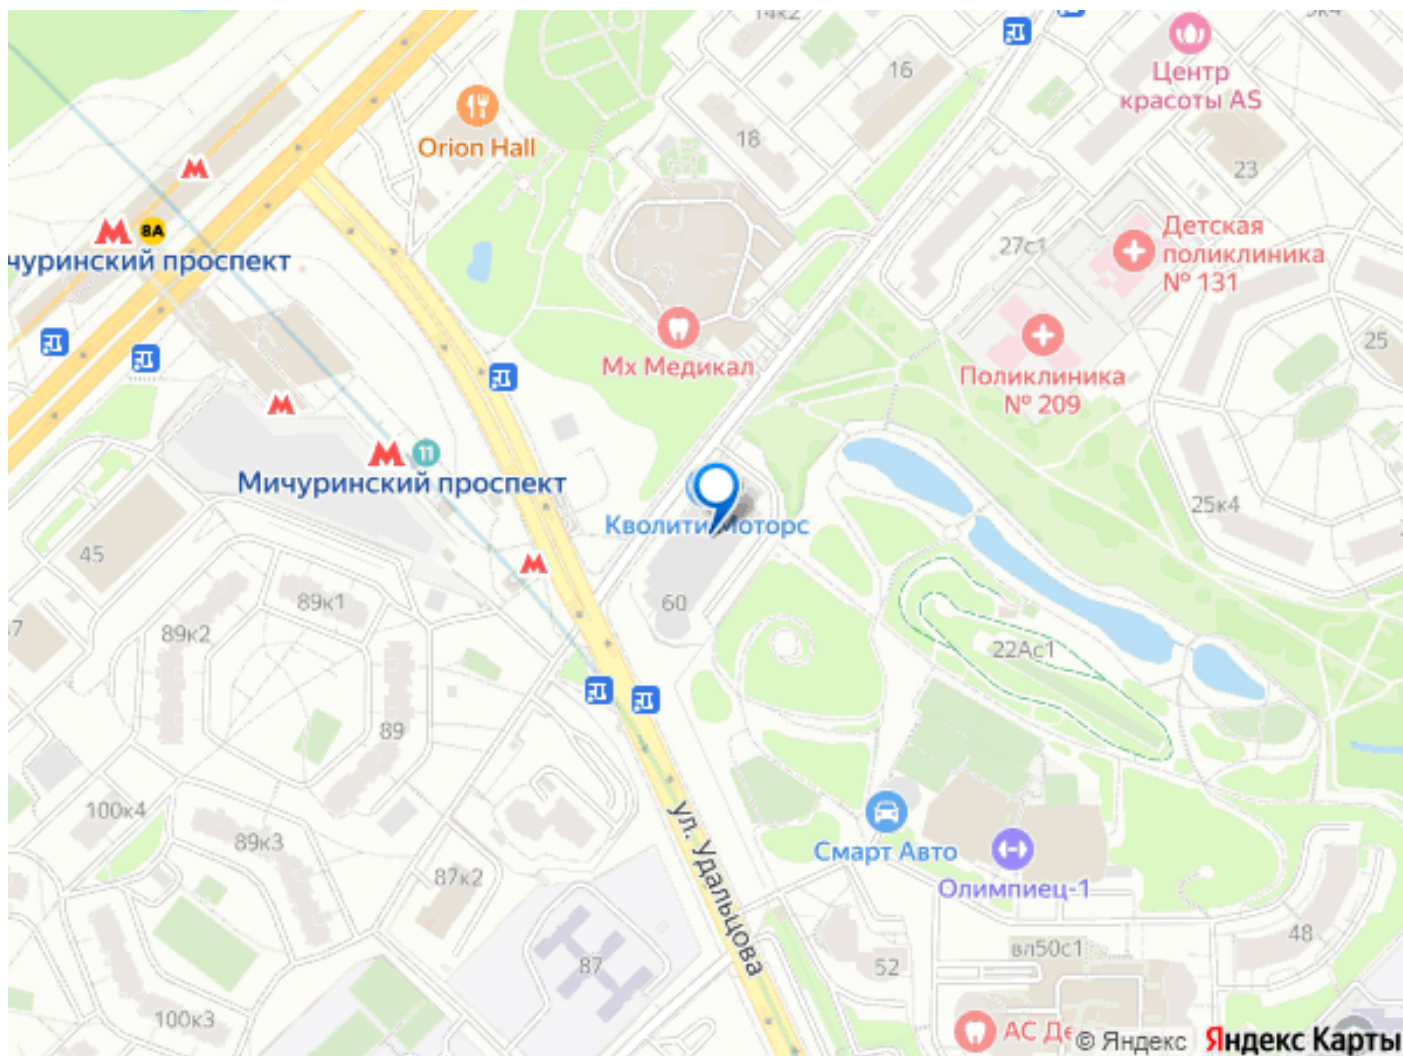 14к2
16
Центр
красоты AS
Orion Hall
18
23
8А
чуринский проспект
27с1
Детская
поликлиника
№ 131
Мх Медикал
25
Поликлиника
№ 209
11
Мичуринский проспект
25к4
Кволити Моторс
45
89к1
60
89к2
22Ас1
89
100к4
89к3
ул. Удальцова
Смарт Авто
87к2
Олимпиец-1
48
вл50с1
52
87
100к3
АС Де
© Яндекс
Яндекс Карты